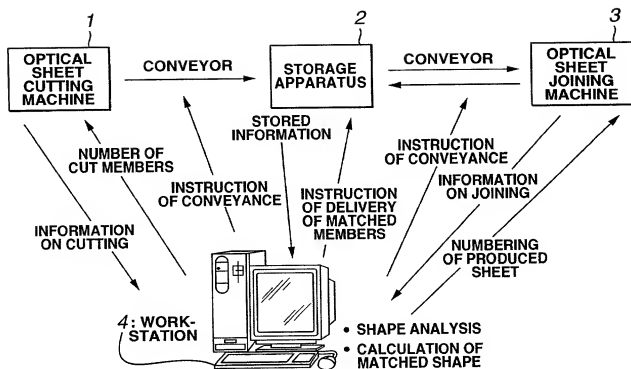 1
2
3
OPTICAL
SHEET
CUTTING
MACHINE
CONVEYOR
STORAGE
APPARATUS
CONVEYOR
OPTICAL
SHEET
JOINING
MACHINE
STORED
INFORMATION
NUMBER OF
CUT MEMBERS
INSTRUCTION
OF CONVEYANCE
INSTRUCTION
OF DELIVERY
OF MATCHED
MEMBERS
INSTRUCTION
OF CONVEYANCE
INFORMATION
ON JOINING
INFORMATION
ON CUTTING
NUMBERING
OF PRODUCED
SHEET
4: WORK-
STATION
• SHAPE ANALYSIS
• CALCULATION OF
MATCHED SHAPE